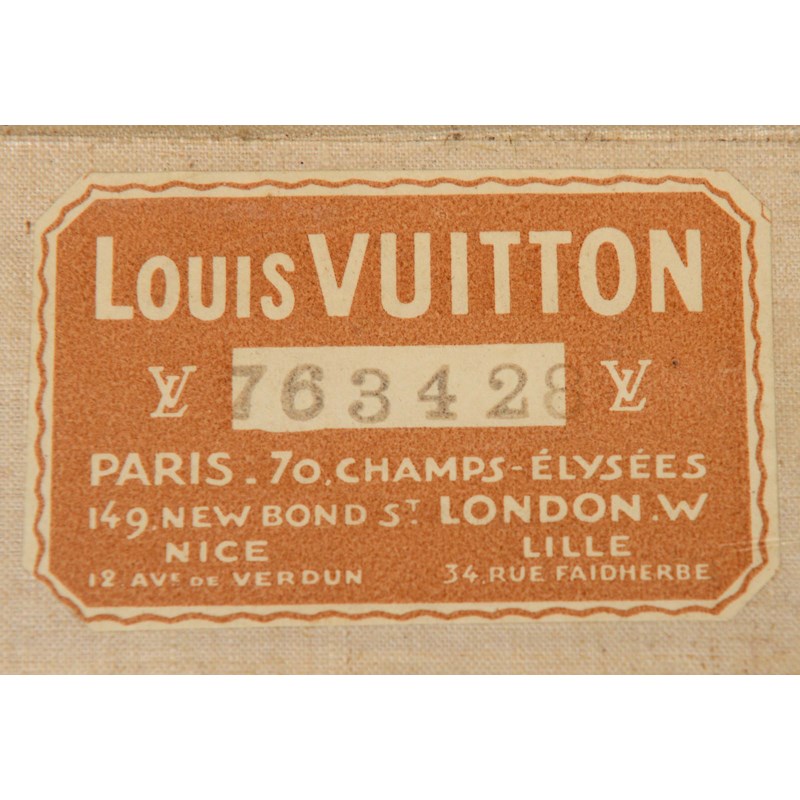 LOUIS VUITTON
LV 763428 LV
PARIS. 70, CHAMPS-ÉLYSÉES
149, NEW BOND ST. LONDON.W
NICE LILLE
12 AVE DE VERDUN 34, RUE FAIDHERBE